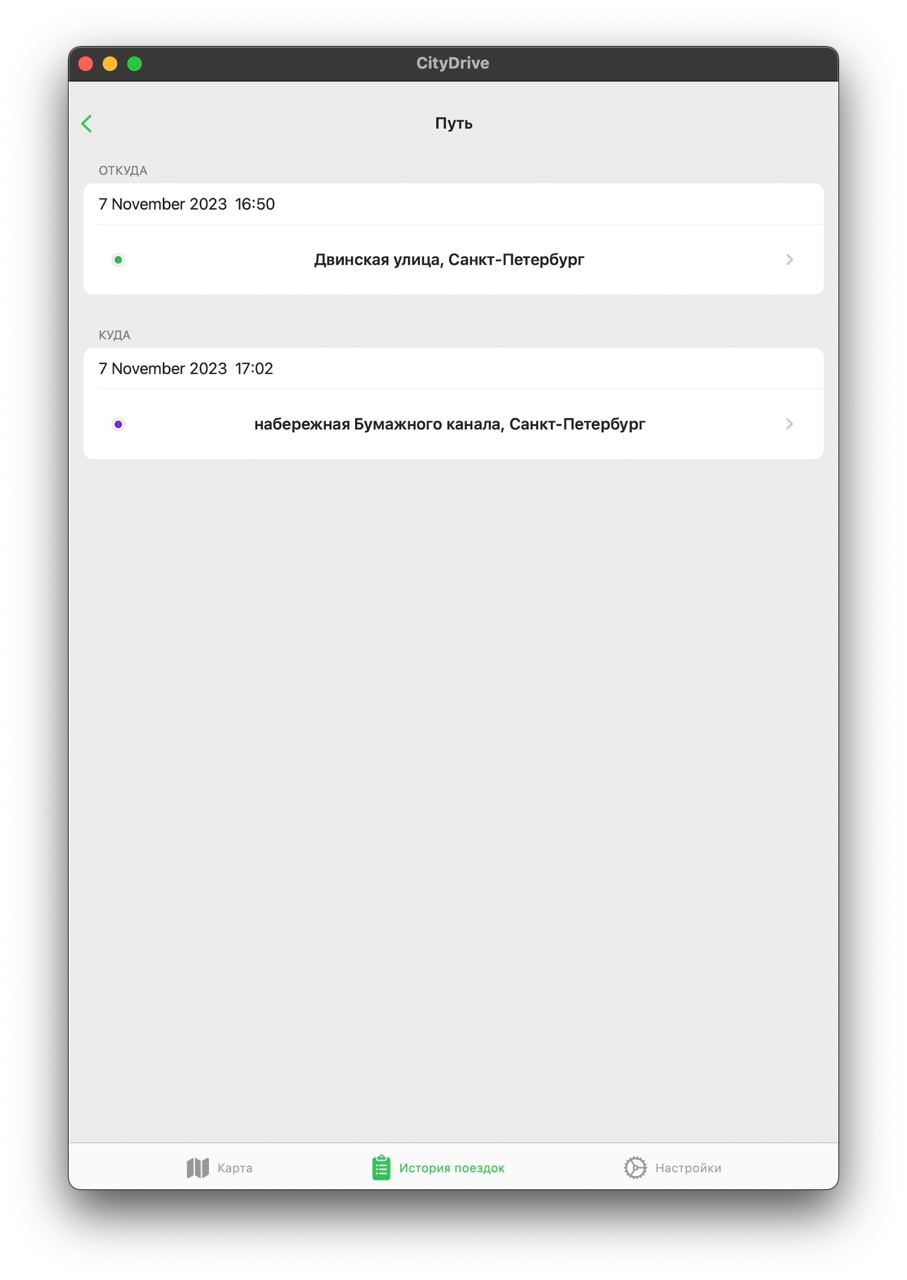 CityDrive
Путь
ОТКУДА
7 November 2023 16:50
Двинская улица, Санкт-Петербург
КУДА
7 November 2023 17:02
набережная Бумажного канала, Санкт-Петербург
Карта
История поездок
Настройки